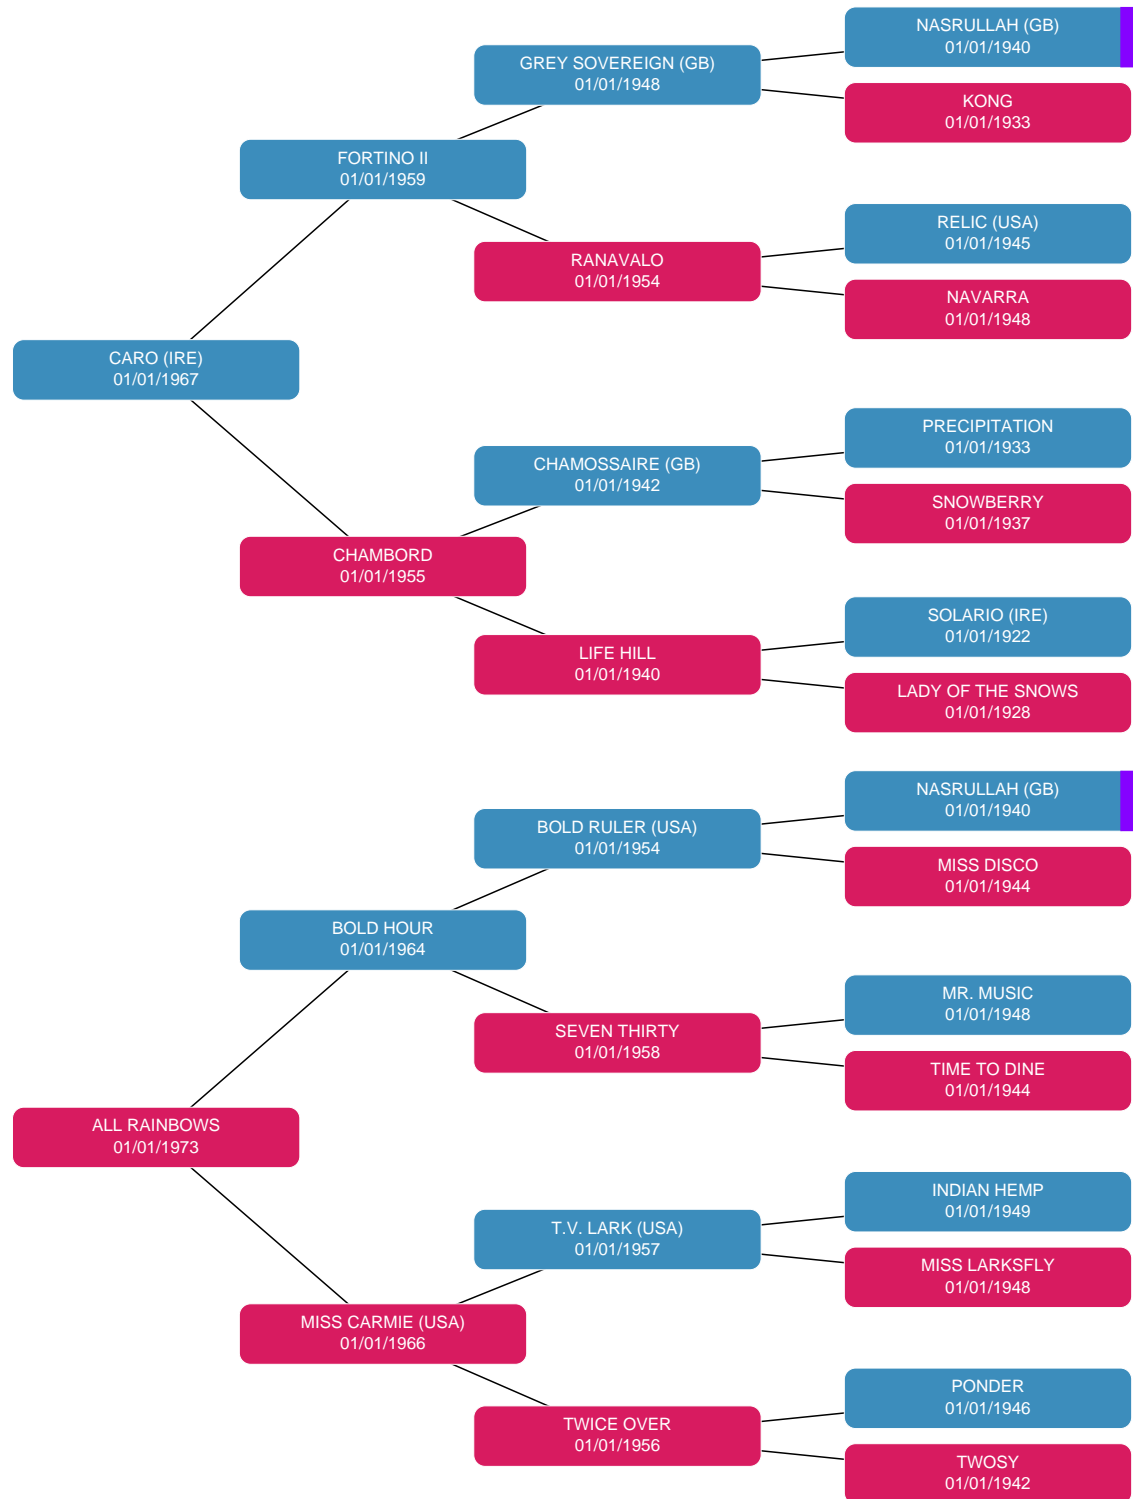 NASRULLAH (GB)
01/01/1940
GREY SOVEREIGN (GB)
01/01/1948
KONG
01/01/1933
FORTINO II
01/01/1959
RELIC (USA)
01/01/1945
RANAVALO
01/01/1954
NAVARRA
01/01/1948
CARO (IRE)
01/01/1967
PRECIPITATION
01/01/1933
CHAMOSSAIRE (GB)
01/01/1942
SNOWBERRY
01/01/1937
CHAMBORD
01/01/1955
SOLARIO (IRE)
01/01/1922
LIFE HILL
01/01/1940
LADY OF THE SNOWS
01/01/1928
NASRULLAH (GB)
01/01/1940
BOLD RULER (USA)
01/01/1954
MISS DISCO
01/01/1944
BOLD HOUR
01/01/1964
MR. MUSIC
01/01/1948
SEVEN THIRTY
01/01/1958
TIME TO DINE
01/01/1944
ALL RAINBOWS
01/01/1973
INDIAN HEMP
01/01/1949
T.V. LARK (USA)
01/01/1957
MISS LARKSFLY
01/01/1948
MISS CARMIE (USA)
01/01/1966
PONDER
01/01/1946
TWICE OVER
01/01/1956
TWOSY
01/01/1942